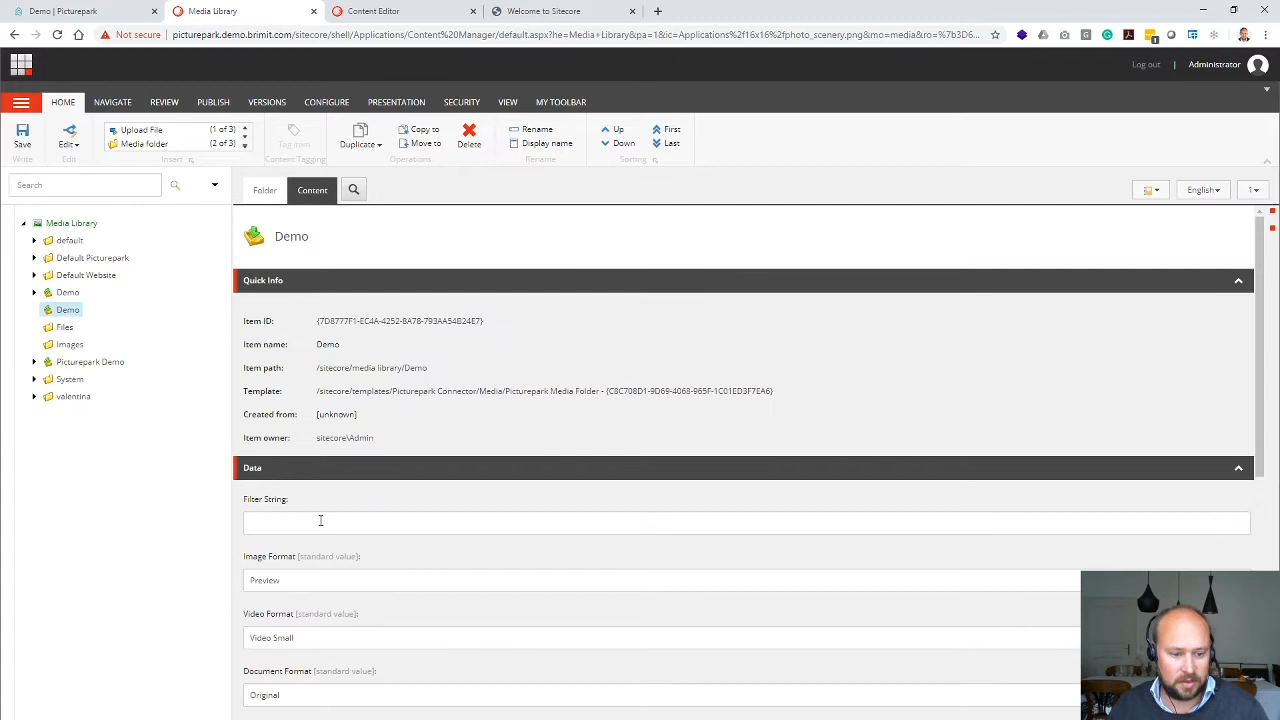 Demo | Picturepark
Media Library
Content Editor
Welcome to Sitecore
Not secure
picturepark.demo.brimit.com/sitecore/shell/Applications/Content%20Manager/default.aspx?he=Media+Library&pa=1&ic=Applications%2f16x16%2fphoto_scenery.png&mo=media&ro=%7b3D6...
Log out
|
Administrator
HOME
NAVIGATE
REVIEW
PUBLISH
VERSIONS
CONFIGURE
PRESENTATION
SECURITY
VIEW
MY TOOLBAR
Save
Write
Edit
Edit
Upload File (1 of 3)
Media folder (2 of 3)
Insert
Tag item
Content Tagging
Duplicate
Copy to
Move to
Delete
Operations
Rename
Display name
Rename
Up
Down
First
Last
Sorting
Search
Folder
Content
English
1
Media Library
default
Default Picturepark
Default Website
Demo
Demo
Files
Images
Picturepark Demo
System
valentina
Demo
Quick Info
Item ID: {7D8777F1-EC4A-4252-8A78-793AA54B24E7}
Item name: Demo
Item path: /sitecore/media library/Demo
Template: /sitecore/templates/Picturepark Connector/Media/Picturepark Media Folder - {C8C708D1-9D69-4068-965F-1C01ED3F7EA6}
Created from: [unknown]
Item owner: sitecore\Admin
Data
Filter String:
Image Format [standard value]:
Preview
Video Format [standard value]:
Video Small
Document Format [standard value]:
Original